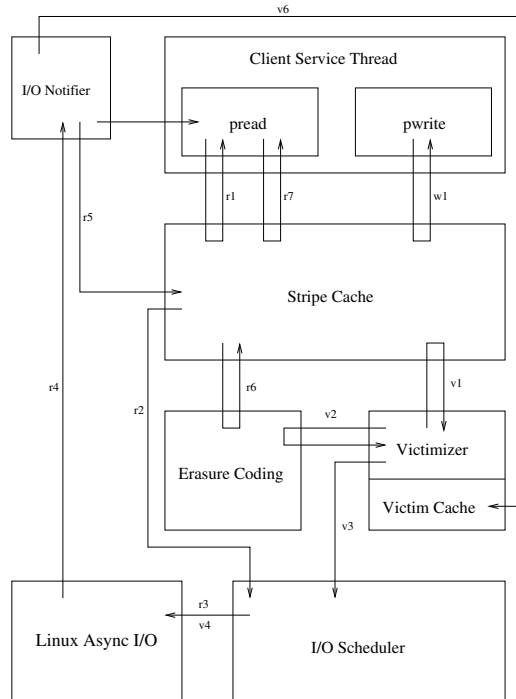 v6
Client Service Thread
I/O Notifier
pread
pwrite
r1
r7
w1
r5
Stripe Cache
r4
r2
r6
v1
v2
Erasure Coding
Victimizer
Victim Cache
v3
r3
v4
Linux Async I/O
I/O Scheduler